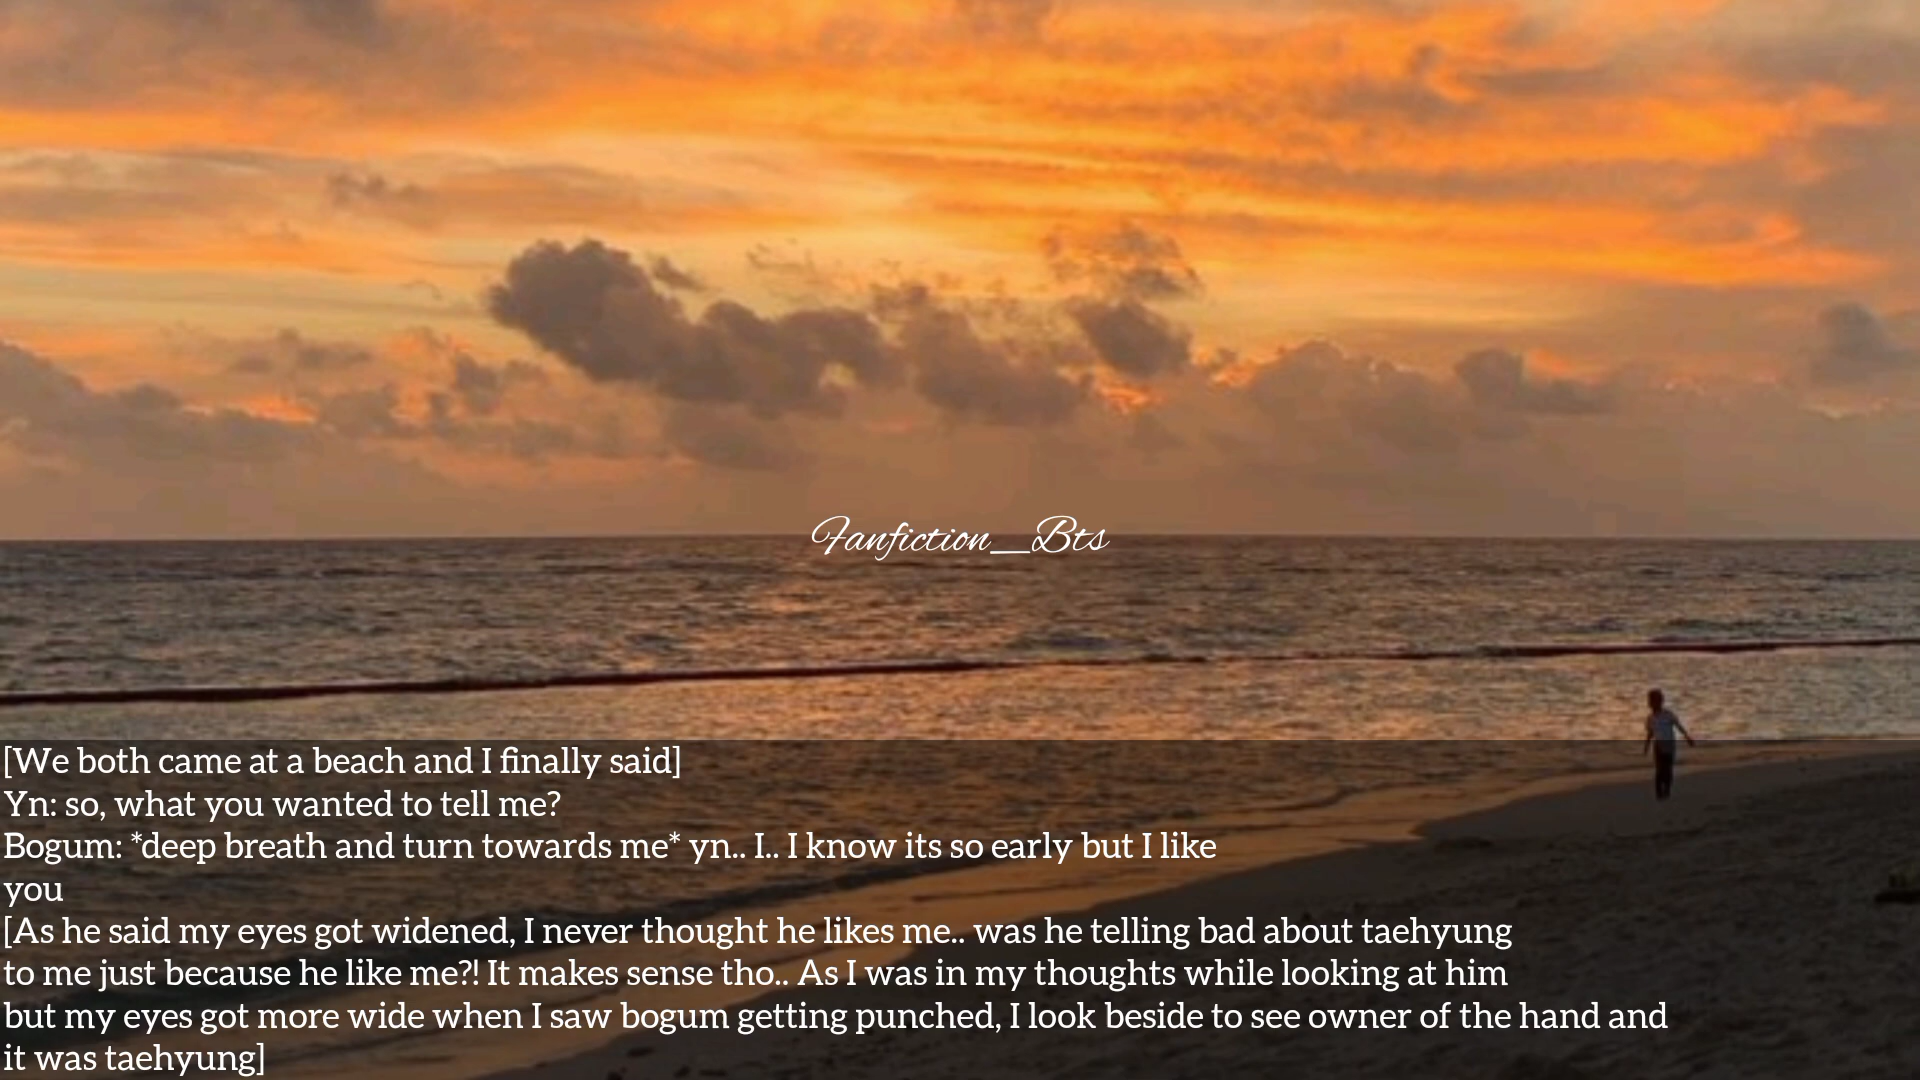 Fanfiction__Bts
[We both came at a beach and I finally said]
Yn: so, what you wanted to tell me?
Bogum: *deep breath and turn towards me* yn.. I.. I know its so early but I like
you
[As he said my eyes got widened, I never thought he likes me.. was he telling bad about taehyung
to me just because he like me?! It makes sense tho.. As I was in my thoughts while looking at him
but my eyes got more wide when I saw bogum getting punched, I look beside to see owner of the hand and
it was taehyung]